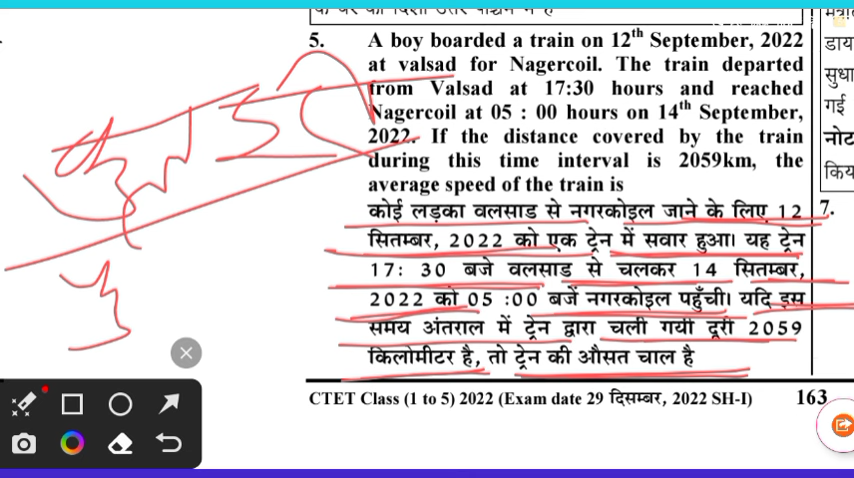 5. A boy boarded a train on 12th September, 2022
at valsad for Nagercoil. The train departed
from Valsad at 17:30 hours and reached
Nagercoil at 05 : 00 hours on 14th September,
2022. If the distance covered by the train
during this time interval is 2059km, the
average speed of the train is
कोई लड़का वलसाड से नगरकोइल जाने के लिए 12
सितम्बर, 2022 को एक ट्रेन में सवार हुआ। यह ट्रेन
17: 30 बजे वलसाड से चलकर 14 सितम्बर,
2022 को 05 :00 बजें नगरकोइल पहुँची। यदि इस
समय अंतराल में ट्रेन द्वारा चली गयी दूरी 2059
किलोमीटर है, तो ट्रेन की औसत चाल है
CTET Class (1 to 5) 2022 (Exam date 29 दिसम्बर, 2022 SH-I) 163
डाय
सुधा
गई
नोट
किय
7.